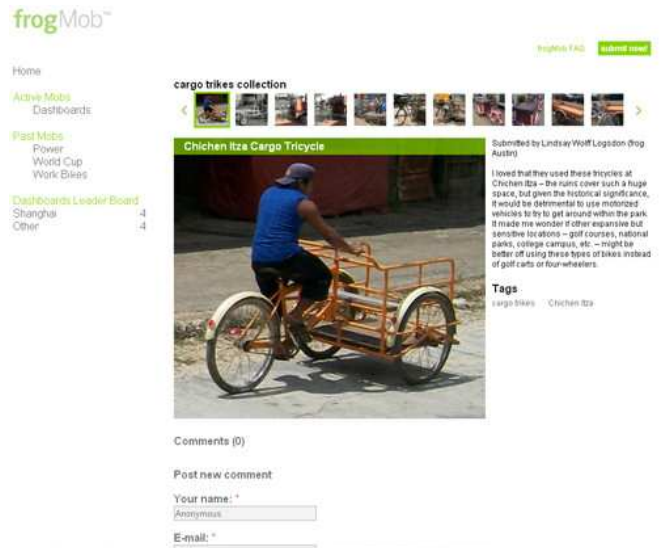 frogMob™
frogMob FAQ submit now!
Home
Active Mobs
Dashboards
Past Mobs
Power
World Cup
Work Bikes
Dashboards Leader Board
Shanghai 4
Other 4
cargo trikes collection
< >
Chichen Itza Cargo Tricycle
Submitted by Lindsay Wolff Logsdon (frog
Austin)
I loved that they used these tricycles at
Chichen Itza – the ruins cover such a huge
space, but given the historical significance,
it would be detrimental to use motorized
vehicles to try to get around within the park.
It made me wonder if other expansive but
sensitive locations – golf courses, national
parks, college campus, etc. – might be
better off using these types of bikes instead
of golf carts or four-wheelers.
Tags
cargo trikes Chichen Itza
Comments (0)
Post new comment
Your name: *
Anonymous
E-mail: *